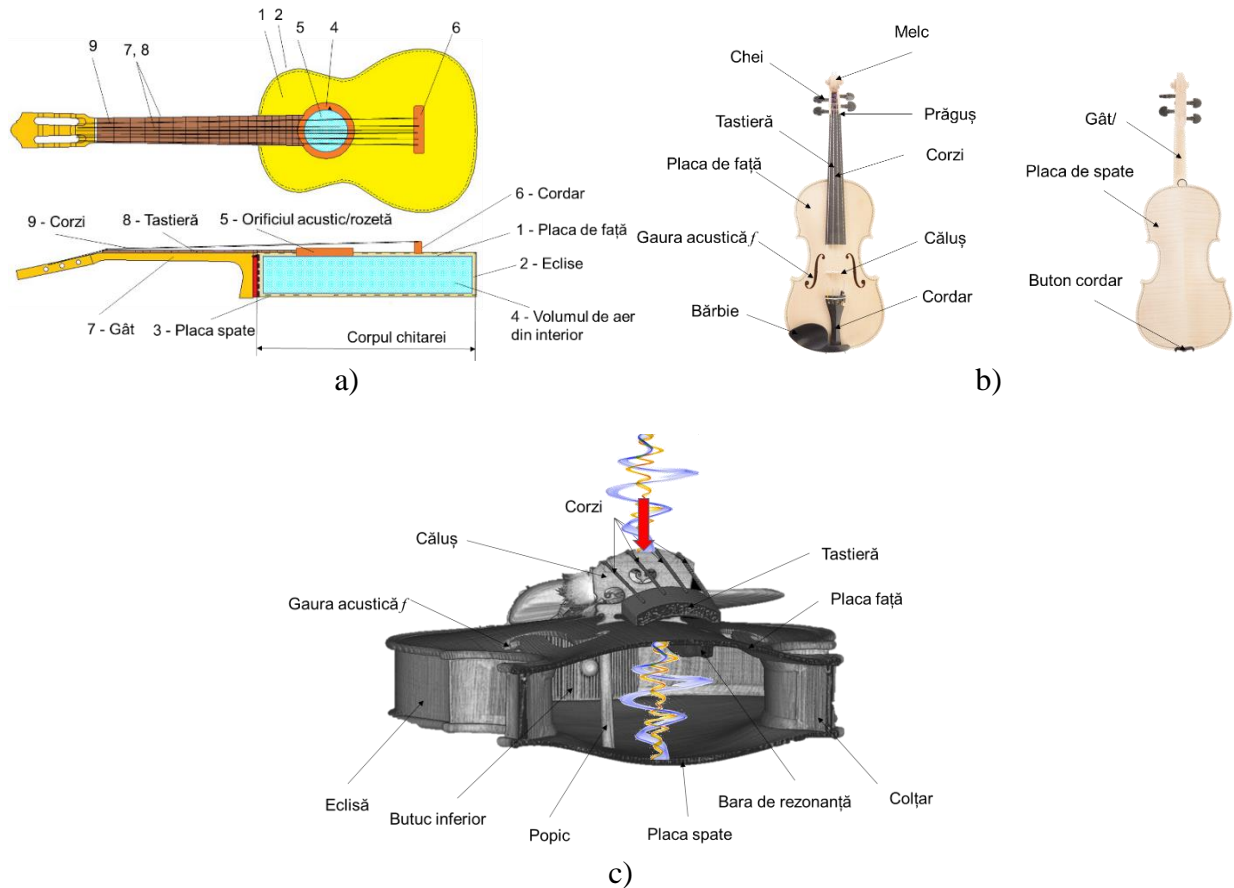 1 2
5
4
6
9
7, 8
6 - Cordar
9 - Corzi
8 - Tastieră
5 - Orificiul acustic/rozetă
1 - Placa de față
2 - Eclise
7 - Gât
3 - Placa spate
4 - Volumul de aer
din interior
Corpul chitarei
a)
Melc
Chei
Prăguș
Tastieră
Corzi
Placa de față
Gaura acustică f
Căluș
Cordar
Bărbie
Gât/
Placa de spate
Buton cordar
b)
Corzi
Căluș
Tastieră
Gaura acustică f
Placa față
Eclisă
Butuc inferior
Popic
Placa spate
Bara de rezonanță
Colțar
c)